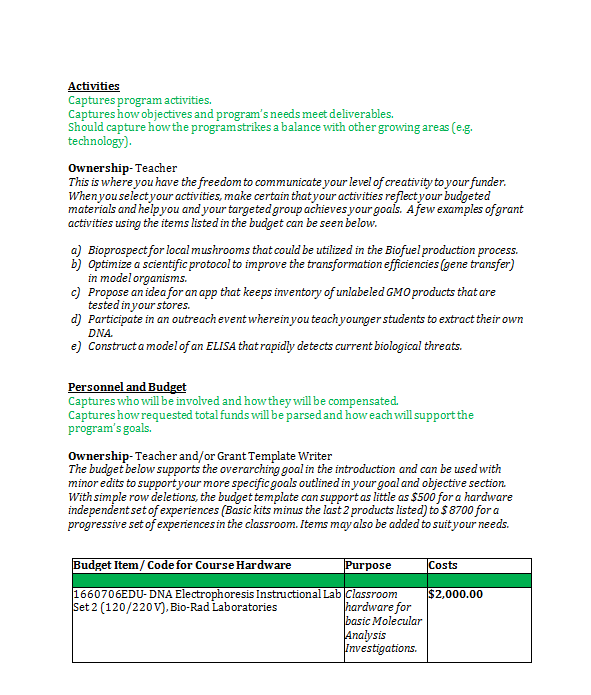 Activities
Captures program activities.
Captures how objectives and program's needs meet deliverables.
Should capture how the program strikes a balance with other growing areas (e.g.
technology).
Ownership- Teacher
This is where you have the freedom to communicate your level of creativity to your funder.
When you select your activities, make certain that your activities reflect your budgeted
materials and help you and your targeted group achieves your goals. A few examples of grant
activities using the items listed in the budget can be seen below.
a) Bioprospect for local mushrooms that could be utilized in the Biofuel production process.
b) Optimize a scientific protocol to improve the transformation efficiencies (gene transfer)
in model organisms.
c) Propose an idea for an app that keeps inventory of unlabeled GMO products that are
tested in your stores.
d) Participate in an outreach event wherein you teach younger students to extract their own
DNA.
e) Construct a model of an ELISA that rapidly detects current biological threats.
Personnel and Budget
Captures who will be involved and how they will be compensated.
Captures how requested total funds will be parsed and how each will support the
program's goals.
Ownership- Teacher and/or Grant Template Writer
The budget below supports the overarching goal in the introduction and can be used with
minor edits to support your more specific goals outlined in your goal and objective section.
With simple row deletions, the budget template can support as little as $500 for a hardware
independent set of experiences (Basic kits minus the last 2 products listed) to $ 8700 for a
progressive set of experiences in the classroom. Items may also be added to suit your needs.
Budget Item / Code for Course Hardware Purpose Costs
1660706EDU- DNA Electrophoresis Instructional Lab Classroom $2,000.00
Set 2 (120/220 V), Bio-Rad Laboratories hardware for
basic Molecular
Analysis
Investigations.